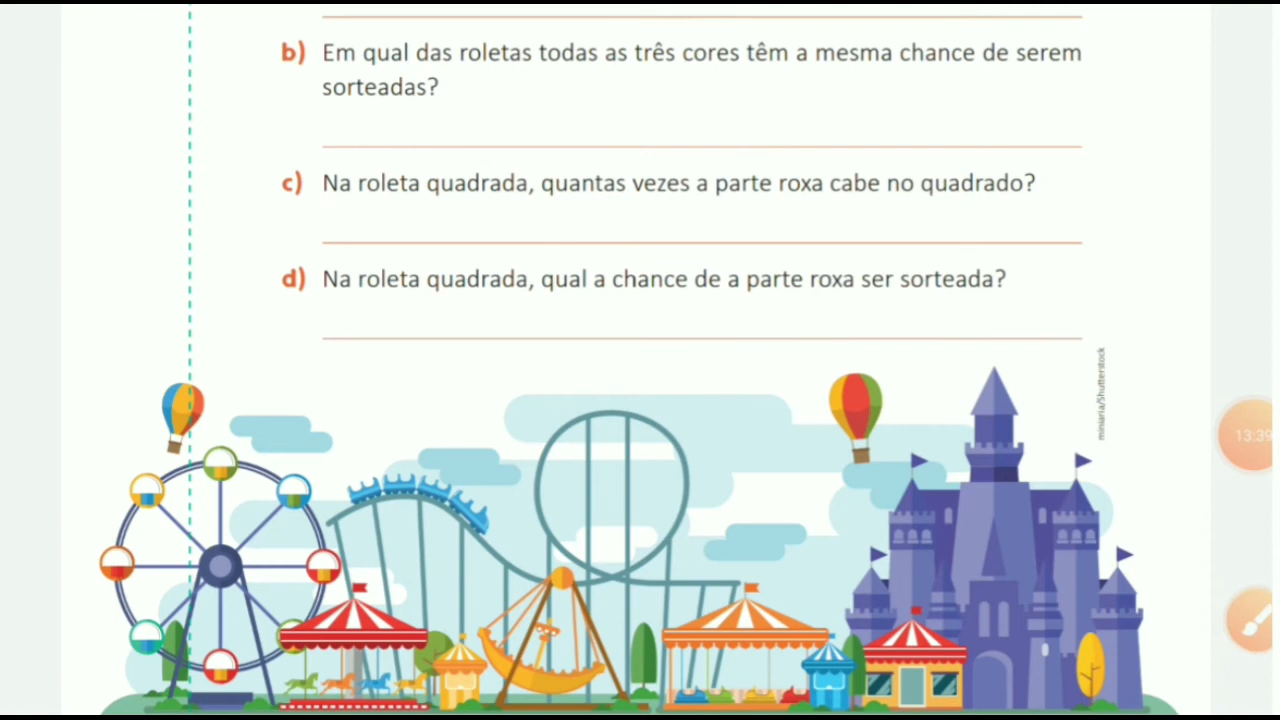 b) Em qual das roletas todas as três cores têm a mesma chance de serem
sorteadas?
c) Na roleta quadrada, quantas vezes a parte roxa cabe no quadrado?
d) Na roleta quadrada, qual a chance de a parte roxa ser sorteada?
miniaria/Shutterstock
13:39